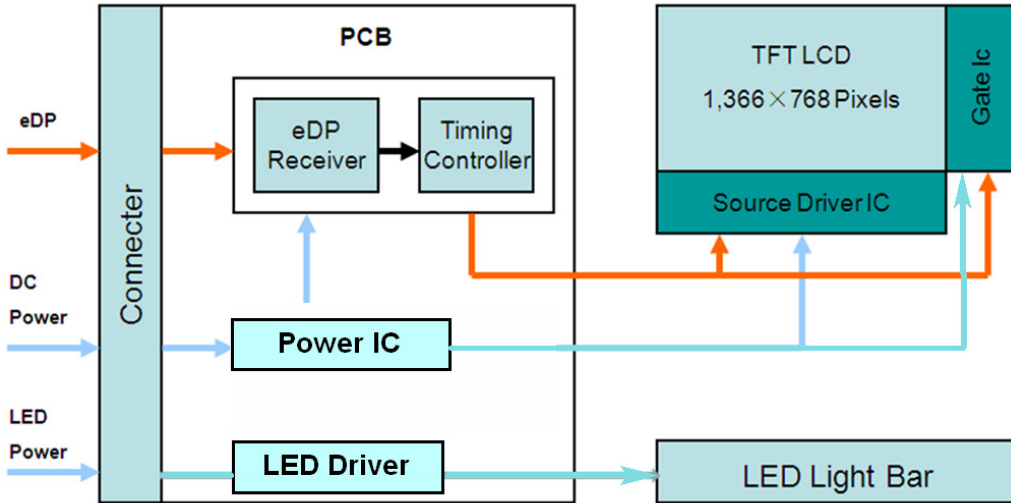 PCB
eDP
eDP
Receiver
Timing
Controller
TFT LCD
1,366×768 Pixels
Gate Ic
Source Driver IC
Connecter
DC
Power
Power IC
LED
Power
LED Driver
LED Light Bar